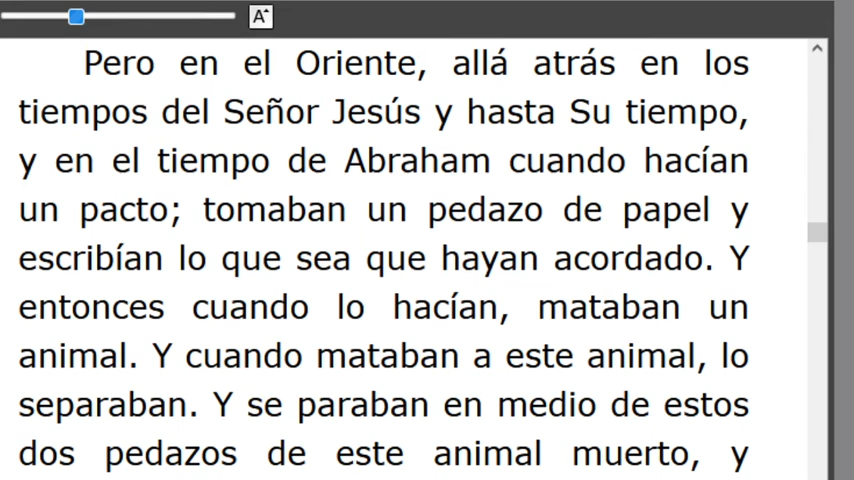 A
Pero en el Oriente, allá atrás en los
tiempos del Señor Jesús y hasta Su tiempo,
y en el tiempo de Abraham cuando hacían
un pacto; tomaban un pedazo de papel y
escribían lo que sea que hayan acordado. Y
entonces cuando lo hacían, mataban un
animal. Y cuando mataban a este animal, lo
separaban. Y se paraban en medio de estos
dos pedazos de este animal muerto, y